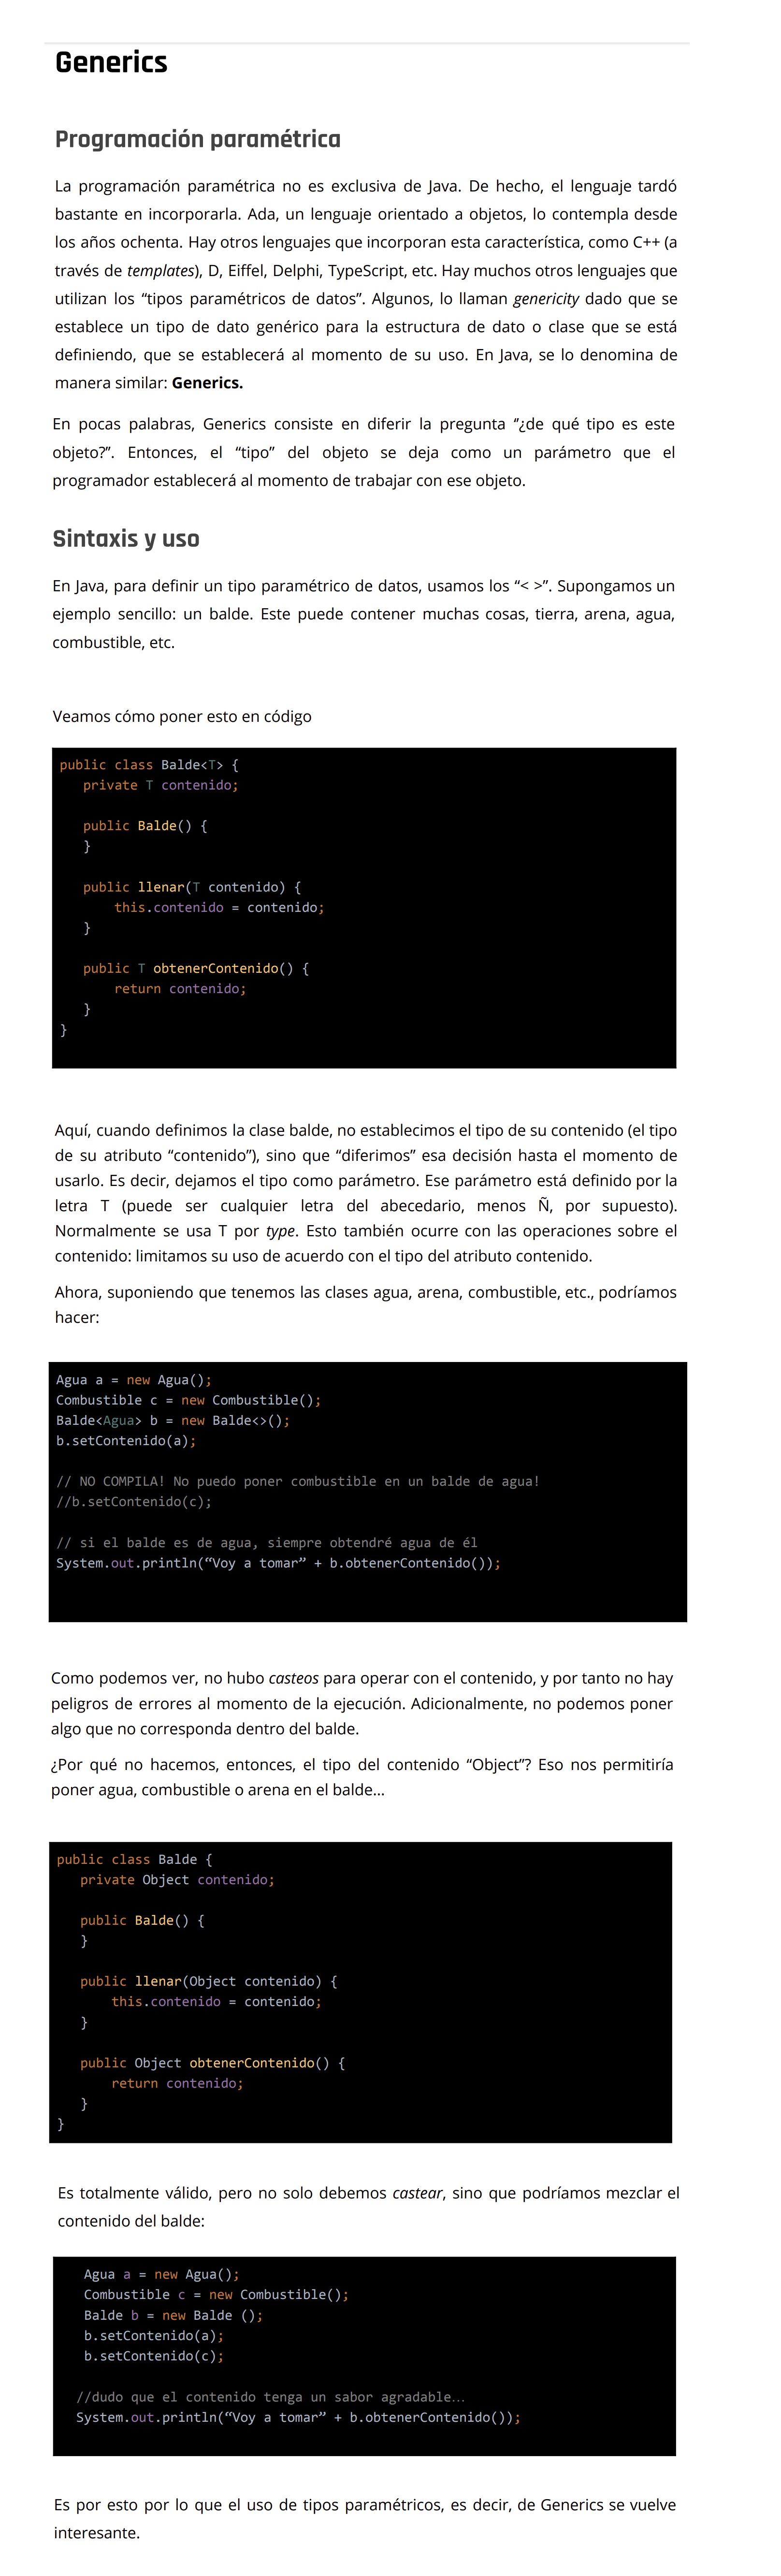 Generics
Programación paramétrica
La programación paramétrica no es exclusiva de Java. De hecho, el lenguaje tardó
bastante en incorporarla. Ada, un lenguaje orientado a objetos, lo contempla desde
los años ochenta. Hay otros lenguajes que incorporan esta característica, como C++ (a
través de templates), D, Eiffel, Delphi, TypeScript, etc. Hay muchos otros lenguajes que
utilizan los “tipos paramétricos de datos”. Algunos, lo llaman genericity dado que se
establece un tipo de dato genérico para la estructura de dato o clase que se está
definiendo, que se establecerá al momento de su uso. En Java, se lo denomina de
manera similar: Generics.
En pocas palabras, Generics consiste en diferir la pregunta “¿de qué tipo es este
objeto?”. Entonces, el “tipo” del objeto se deja como un parámetro que el
programador establecerá al momento de trabajar con ese objeto.
Sintaxis y uso
En Java, para definir un tipo paramétrico de datos, usamos los “< >”. Supongamos un
ejemplo sencillo: un balde. Este puede contener muchas cosas, tierra, arena, agua,
combustible, etc.
Veamos cómo poner esto en código
public class Balde<T> {
private T contenido;
public Balde() {
}
public llenar(T contenido) {
this.contenido = contenido;
}
public T obtenerContenido() {
return contenido;
}
}
Aquí, cuando definimos la clase balde, no establecimos el tipo de su contenido (el tipo
de su atributo “contenido”), sino que “diferimos” esa decisión hasta el momento de
usarlo. Es decir, dejamos el tipo como parámetro. Ese parámetro está definido por la
letra T (puede ser cualquier letra del abecedario, menos Ñ, por supuesto).
Normalmente se usa T por type. Esto también ocurre con las operaciones sobre el
contenido: limitamos su uso de acuerdo con el tipo del atributo contenido.
Ahora, suponiendo que tenemos las clases agua, arena, combustible, etc., podríamos
hacer:
Agua a = new Agua();
Combustible c = new Combustible();
Balde<Agua> b = new Balde<>();
b.setContenido(a);
// NO COMPILA! No puedo poner combustible en un balde de agua!
//b.setContenido(c);
// si el balde es de agua, siempre obtendré agua de él
System.out.println(“Voy a tomar” + b.obtenerContenido());
Como podemos ver, no hubo casteos para operar con el contenido, y por tanto no hay
peligros de errores al momento de la ejecución. Adicionalmente, no podemos poner
algo que no corresponda dentro del balde.
¿Por qué no hacemos, entonces, el tipo del contenido “Object”? Eso nos permitiría
poner agua, combustible o arena en el balde...
public class Balde {
private Object contenido;
public Balde() {
}
public llenar(Object contenido) {
this.contenido = contenido;
}
public Object obtenerContenido() {
return contenido;
}
}
Es totalmente válido, pero no solo debemos castear, sino que podríamos mezclar el
contenido del balde:
Agua a = new Agua();
Combustible c = new Combustible();
Balde b = new Balde ();
b.setContenido(a);
b.setContenido(c);
//dudo que el contenido tenga un sabor agradable...
System.out.println(“Voy a tomar” + b.obtenerContenido());
Es por esto por lo que el uso de tipos paramétricos, es decir, de Generics se vuelve
interesante.